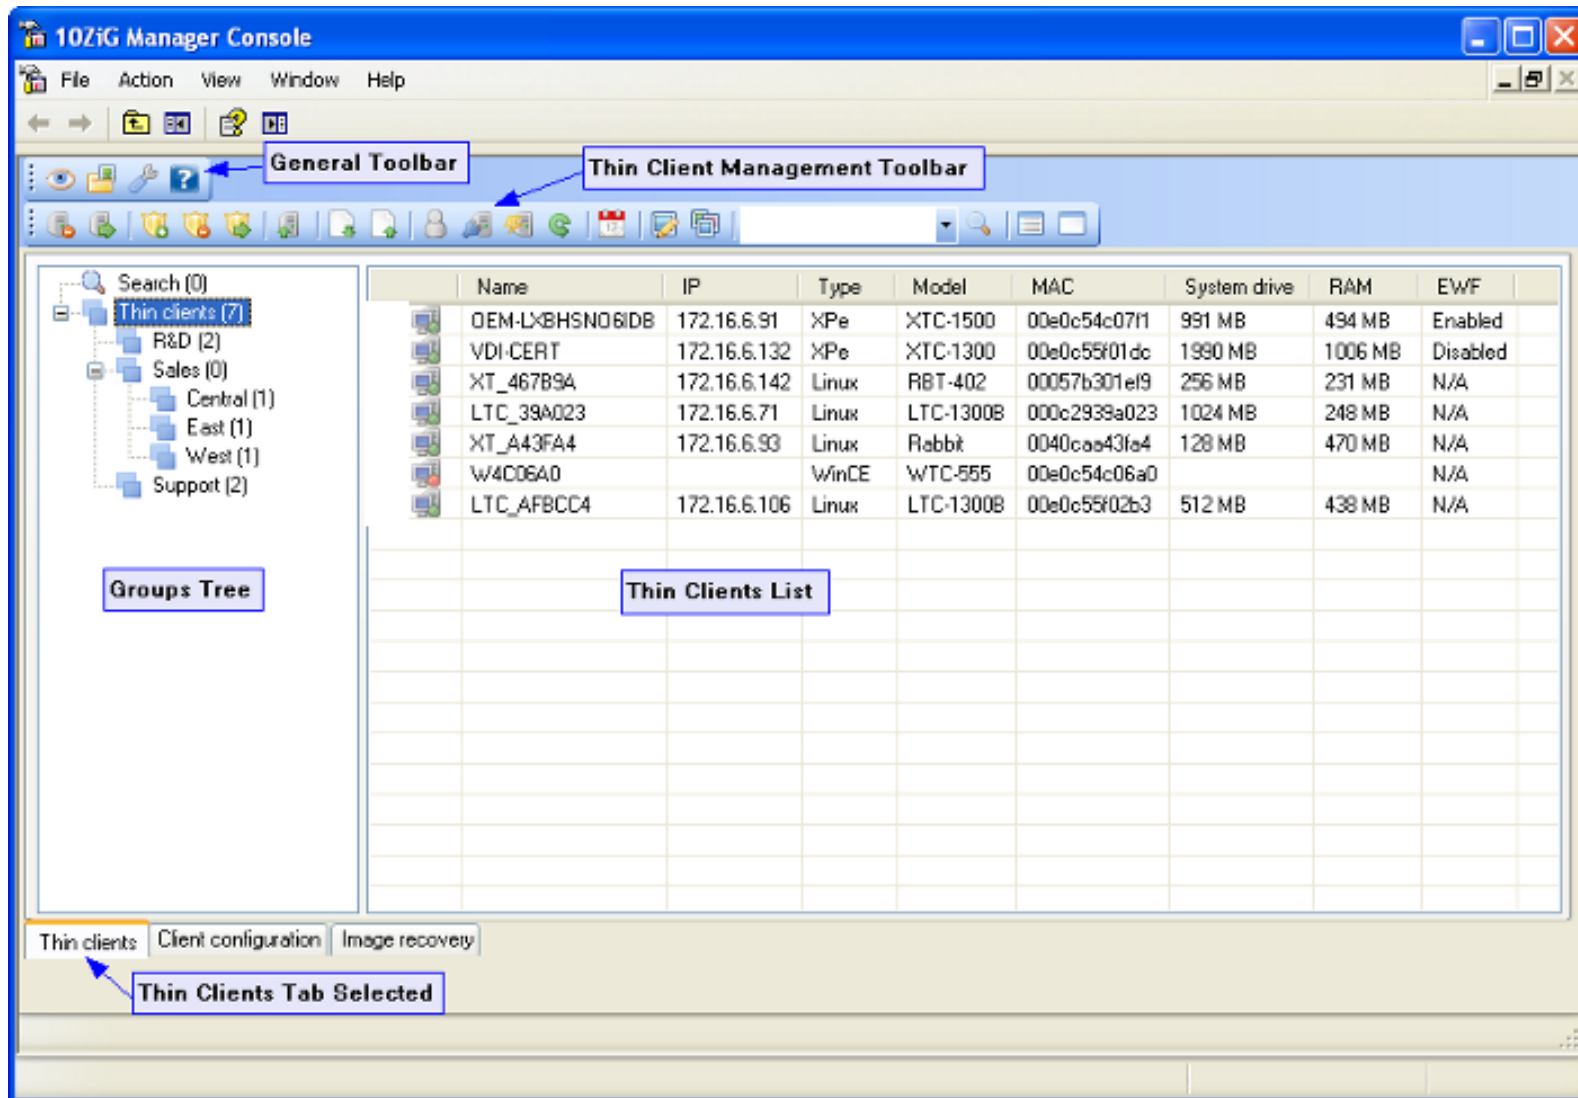 10ZiG Manager Console
File Action View Window Help
General Toolbar
Thin Client Management Toolbar
Search (0)
Thin clients (7)
R&D (2)
Sales (0)
Central (1)
East (1)
West (1)
Support (2)
Groups Tree
Name IP Type Model MAC System drive RAM EWF
OEM-LXBHSNO6IDB 172.16.6.91 XPe XTC-1500 00e0c54c07f1 991 MB 494 MB Enabled
VDI-CERT 172.16.6.132 XPe XTC-1300 00e0c55f01dc 1990 MB 1006 MB Disabled
XT_467B9A 172.16.6.142 Linux RBT-402 00057b301ef9 256 MB 231 MB N/A
LTC_39A023 172.16.6.71 Linux LTC-1300B 000c2939a023 1024 MB 248 MB N/A
XT_A43FA4 172.16.6.93 Linux Rabbit 0040caa43fa4 128 MB 470 MB N/A
W4C06A0 WinCE WTC-555 00e0c54c06a0 N/A
LTC_AFBCC4 172.16.6.106 Linux LTC-1300B 00e0c55f02b3 512 MB 438 MB N/A
Thin Clients List
Thin clients Client configuration Image recovery
Thin Clients Tab Selected